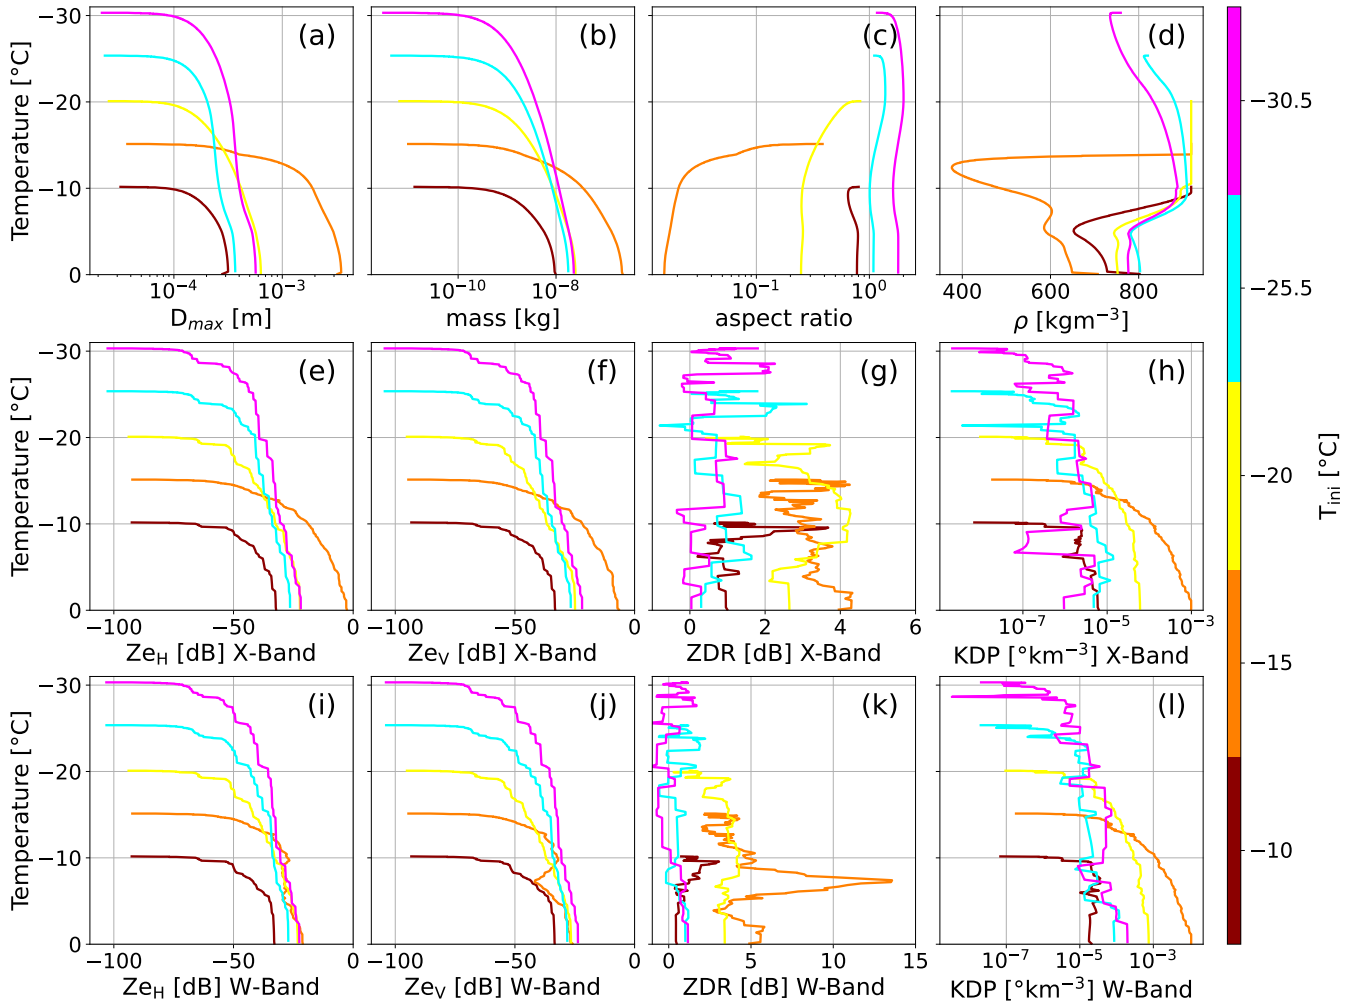 (a) (b) (c) (d)
Temperature [°C]
−30
−20
−10
0
10⁻⁴ 10⁻³
10⁻¹⁰ 10⁻⁸
10⁻¹ 10⁰
400 600 800
D_max [m] mass [kg] aspect ratio ρ [kgm⁻³]
(e) (f) (g) (h)
Temperature [°C]
−30
−20
−10
0
−100 −50 0
−100 −50 0
0 2 4 6
10⁻⁷ 10⁻⁵ 10⁻³
Ze_H [dB] X-Band Ze_V [dB] X-Band ZDR [dB] X-Band KDP [°km⁻³] X-Band
(i) (j) (k) (l)
Temperature [°C]
−30
−20
−10
0
−100 −50 0
−100 −50 0
0 5 10 15
10⁻⁷ 10⁻⁵ 10⁻³
Ze_H [dB] W-Band Ze_V [dB] W-Band ZDR [dB] W-Band KDP [°km⁻³] W-Band
-30.5
-25.5
-20
-15
-10
T_ini [°C]